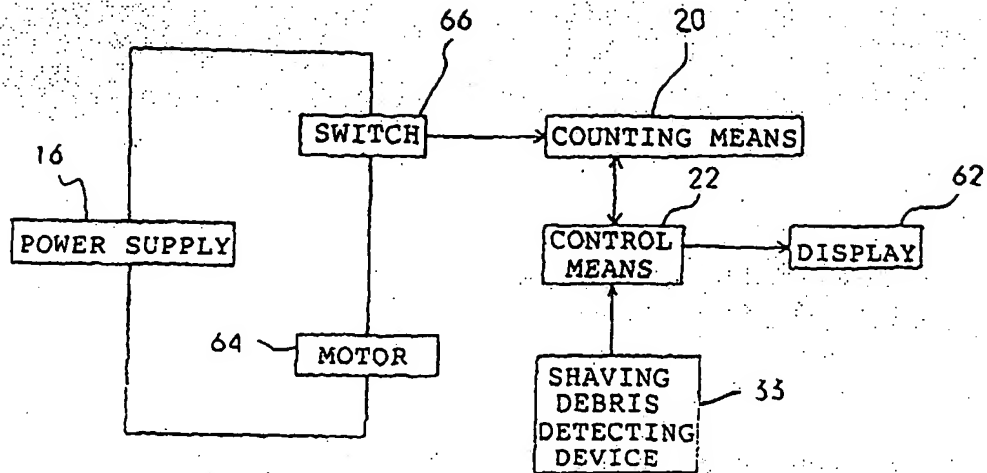 66
20
SWITCH
COUNTING MEANS
16
22
62
POWER SUPPLY
CONTROL
MEANS
DISPLAY
64
MOTOR
SHAVING
DEBRIS
DETECTING
DEVICE
33